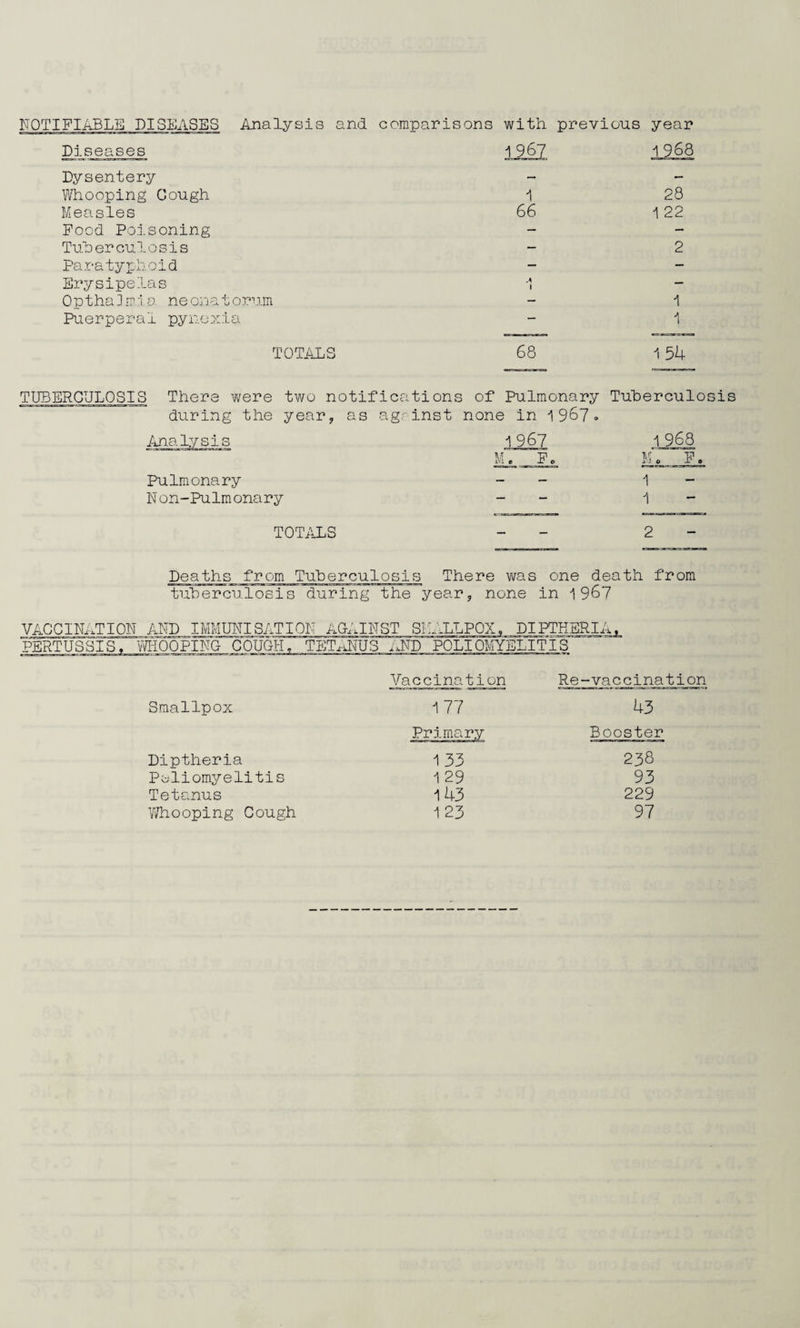 NOTIFIABLE DISEASES Analysis and comparisons with previous year
Diseases 1967 1968
Dysentery - -
Whooping Cough 1 28
Measles 66 122
Food Poisoning - -
Tuberculosis - 2
Paratyphoid - -
Erysipelas 1 -
Opthalmia neonatorum - 1
Puerperal pyrexia - 1
TOTALS 68 154
TUBERCULOSIS There were two notifications of Pulmonary Tuberculosis
during the year, as against none in 1967.
Analysis 1967 1968
M. F. M. F.
Pulmonary - - 1 -
Non-Pulmonary - - 1 -
TOTALS - - 2 -
Deaths from Tuberculosis There was one death from
tuberculosis during the year, none in 1967
VACCINATION AND IMMUNISATION AGAINST SMALLPOX, DIPTHERIA,
PERTUSSIS, WHOOPING COUGH, TETANUS AND POLIOMYELITIS
Vaccination Re-vaccination
Smallpox 177 43
Primary Booster
Diptheria 133 238
Poliomyelitis 129 93
Tetanus 143 229
Whooping Cough 123 97